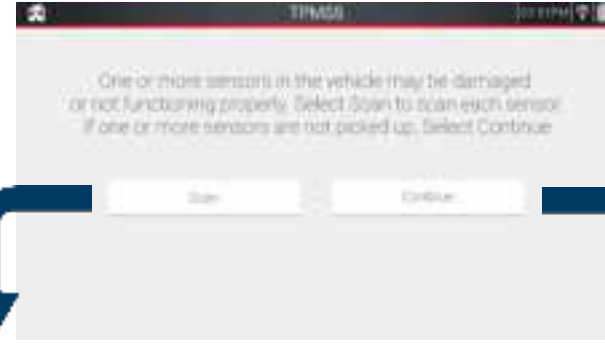 TPMSS
One or more sensors in the vehicle may be damaged
or not functioning properly. Select Scan to scan each sensor.
If one or more sensors are not picked up, Select Continue
Scan
Continue